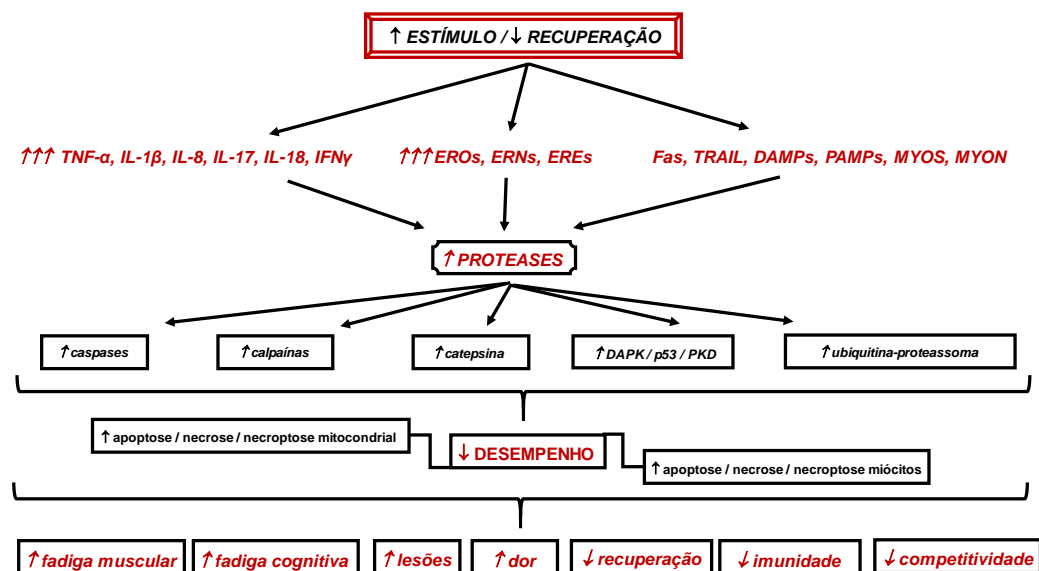 ↑ ESTÍMULO / ↓ RECUPERAÇÃO
↑↑↑ TNF-α, IL-1β, IL-8, IL-17, IL-18, IFNγ
↑↑↑ EROs, ERNs, EREs
Fas, TRAIL, DAMPs, PAMPs, MYOS, MYON
↑ PROTEASES
↑ caspases
↑ calpaínas
↑ catepsina
↑ DAPK / p53 / PKD
↑ ubiquitina-proteassoma
↑ apoptose / necrose / necroptose mitocondrial
↓ DESEMPENHO
↑ apoptose / necrose / necroptose miócitos
↑ fadiga muscular
↑ fadiga cognitiva
↑ lesões
↑ dor
↓ recuperação
↓ imunidade
↓ competitividade